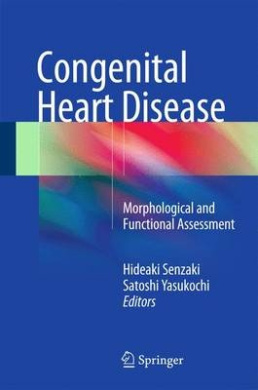 Congenital
Heart Disease
Morphological and
Functional Assessment
Hideaki Senzaki
Satoshi Yasukochi
Editors
Springer